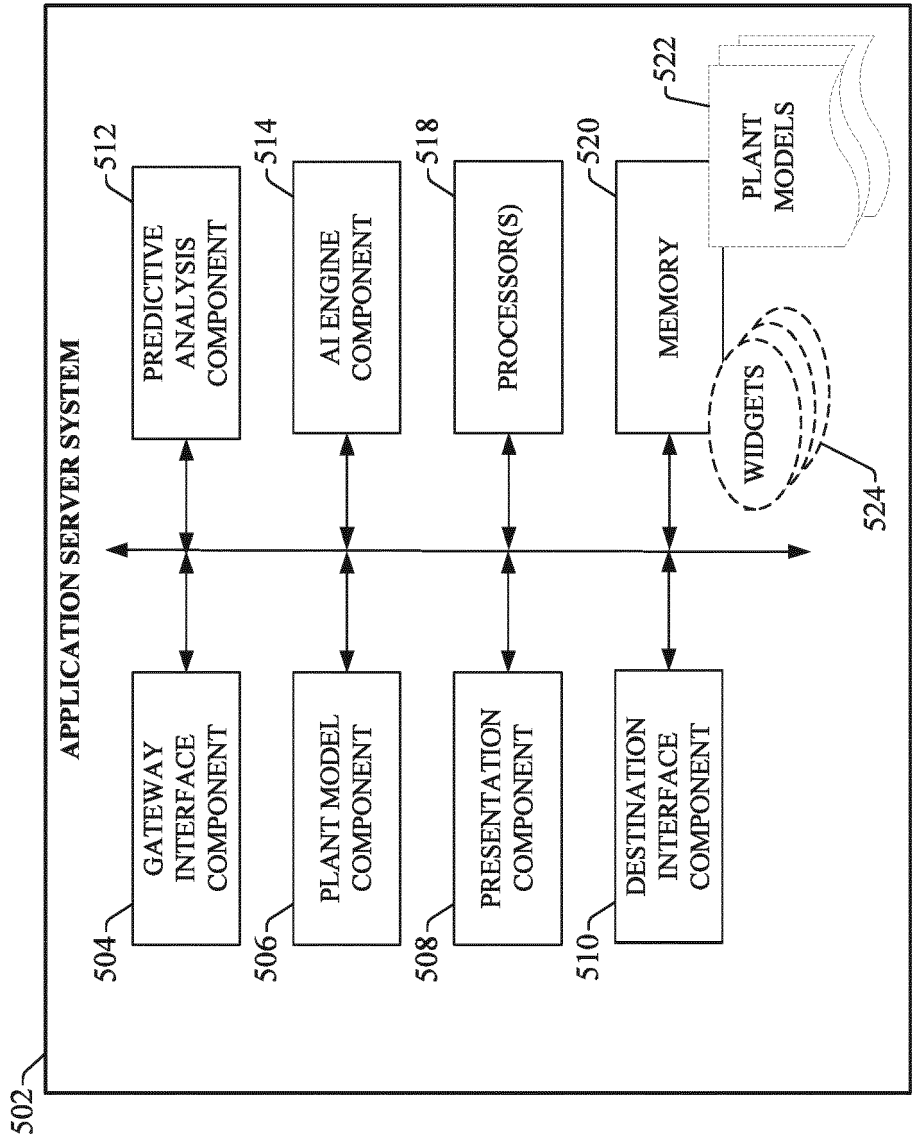 APPLICATION SERVER SYSTEM
502
504
GATEWAY
INTERFACE
COMPONENT
506
PLANT MODEL
COMPONENT
508
PRESENTATION
COMPONENT
510
DESTINATION
INTERFACE
COMPONENT
512
PREDICTIVE
ANALYSIS
COMPONENT
514
AI ENGINE
COMPONENT
518
PROCESSOR(S)
520
MEMORY
522
PLANT
MODELS
WIDGETS
524